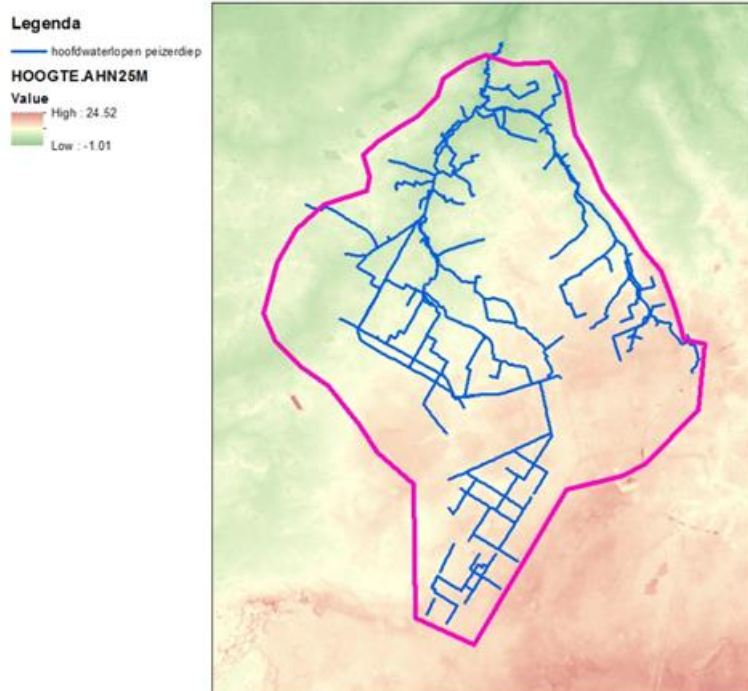 Legenda
hoofdwaterlopen peizerdiep
HOOGTE.AHN25M
Value
High : 24.52
Low : -1.01